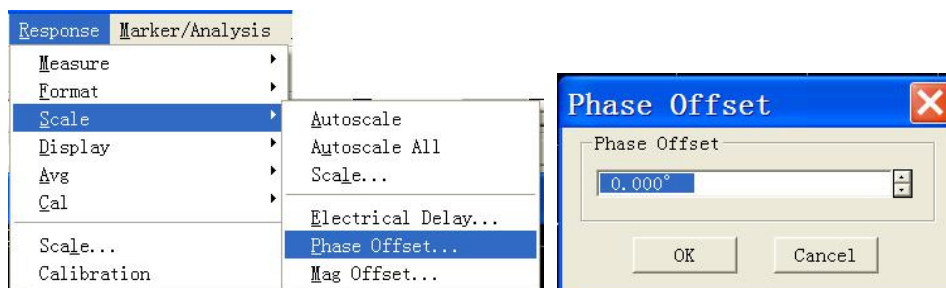 Response Marker/Analysis
Measure
Format
Scale
Display
Avg
Cal
Scale...
Calibration
Autoscale
Autoscale All
Scale...
Electrical Delay...
Phase Offset...
Mag Offset...
Phase Offset
Phase Offset
0.000°
OK Cancel